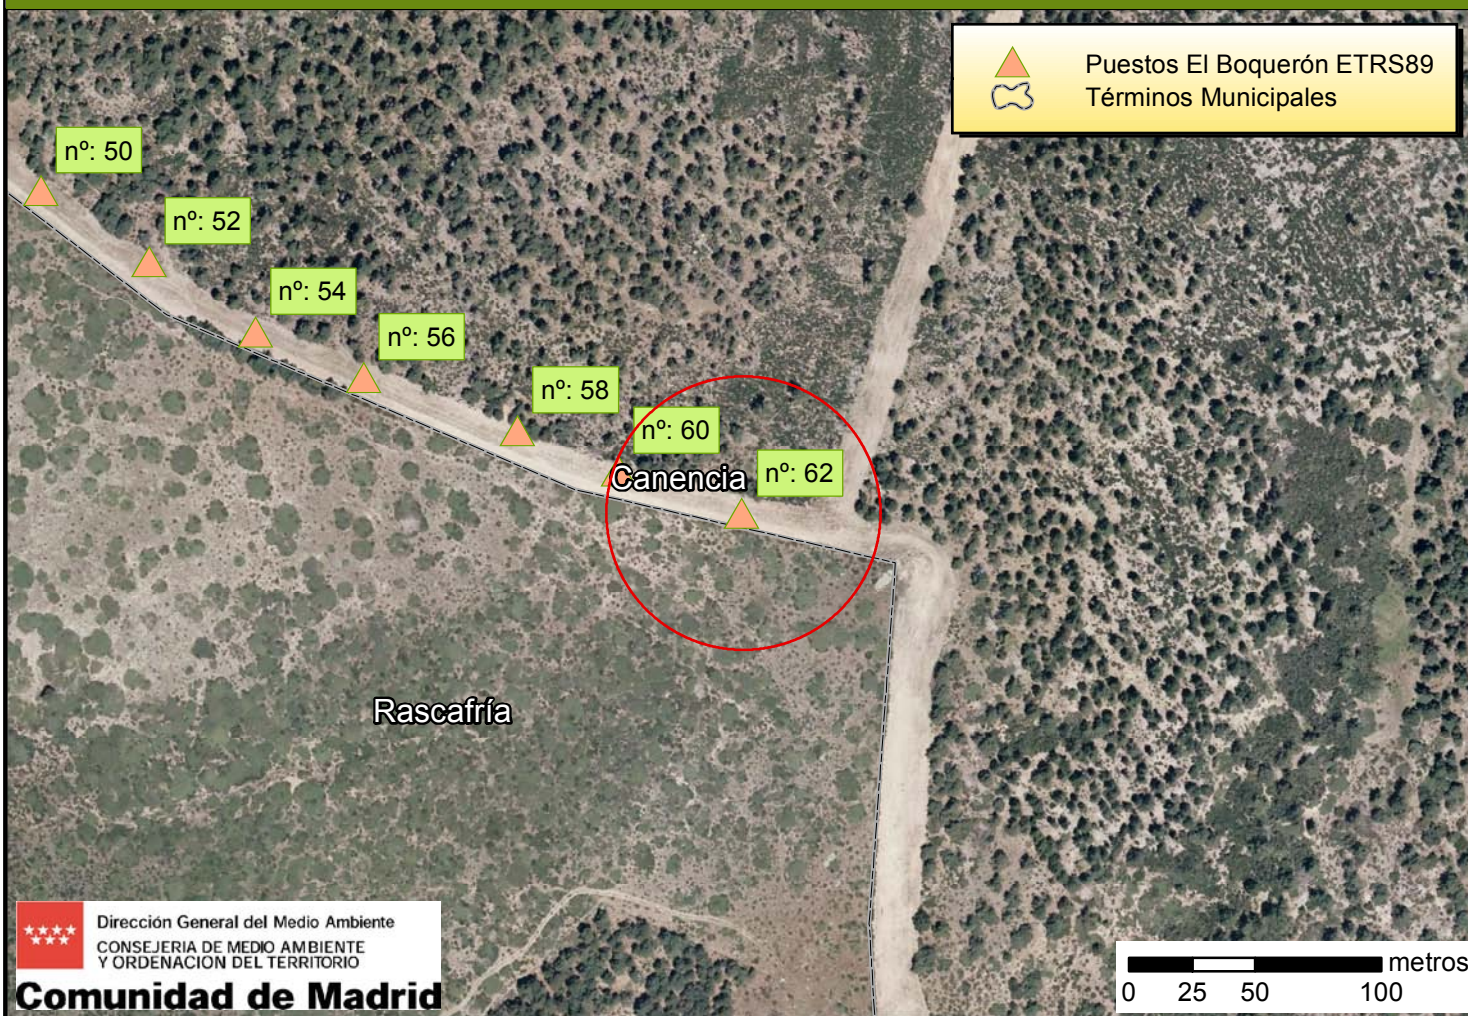 Puestos El Boquerón ETRS89
Términos Municipales
nº: 50
nº: 52
nº: 54
nº: 56
nº: 58
nº: 60
Canencia
nº: 62
Rascafría
Dirección General del Medio Ambiente
CONSEJERIA DE MEDIO AMBIENTE
Y ORDENACION DEL TERRITORIO
Comunidad de Madrid
metros
0 25 50 100